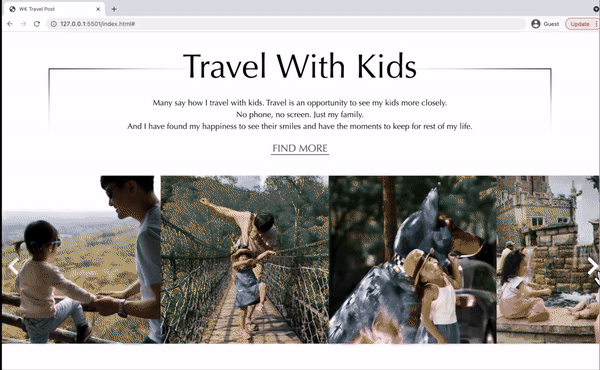 WK Travel Post
127.0.0.1:5501/index.html#
Guest
Update
Travel With Kids
Many say how I travel with kids. Travel is an opportunity to see my kids more closely.
No phone, no screen. Just my family.
And I have found my happiness to see their smiles and have the moments to keep for rest of my life.
FIND MORE